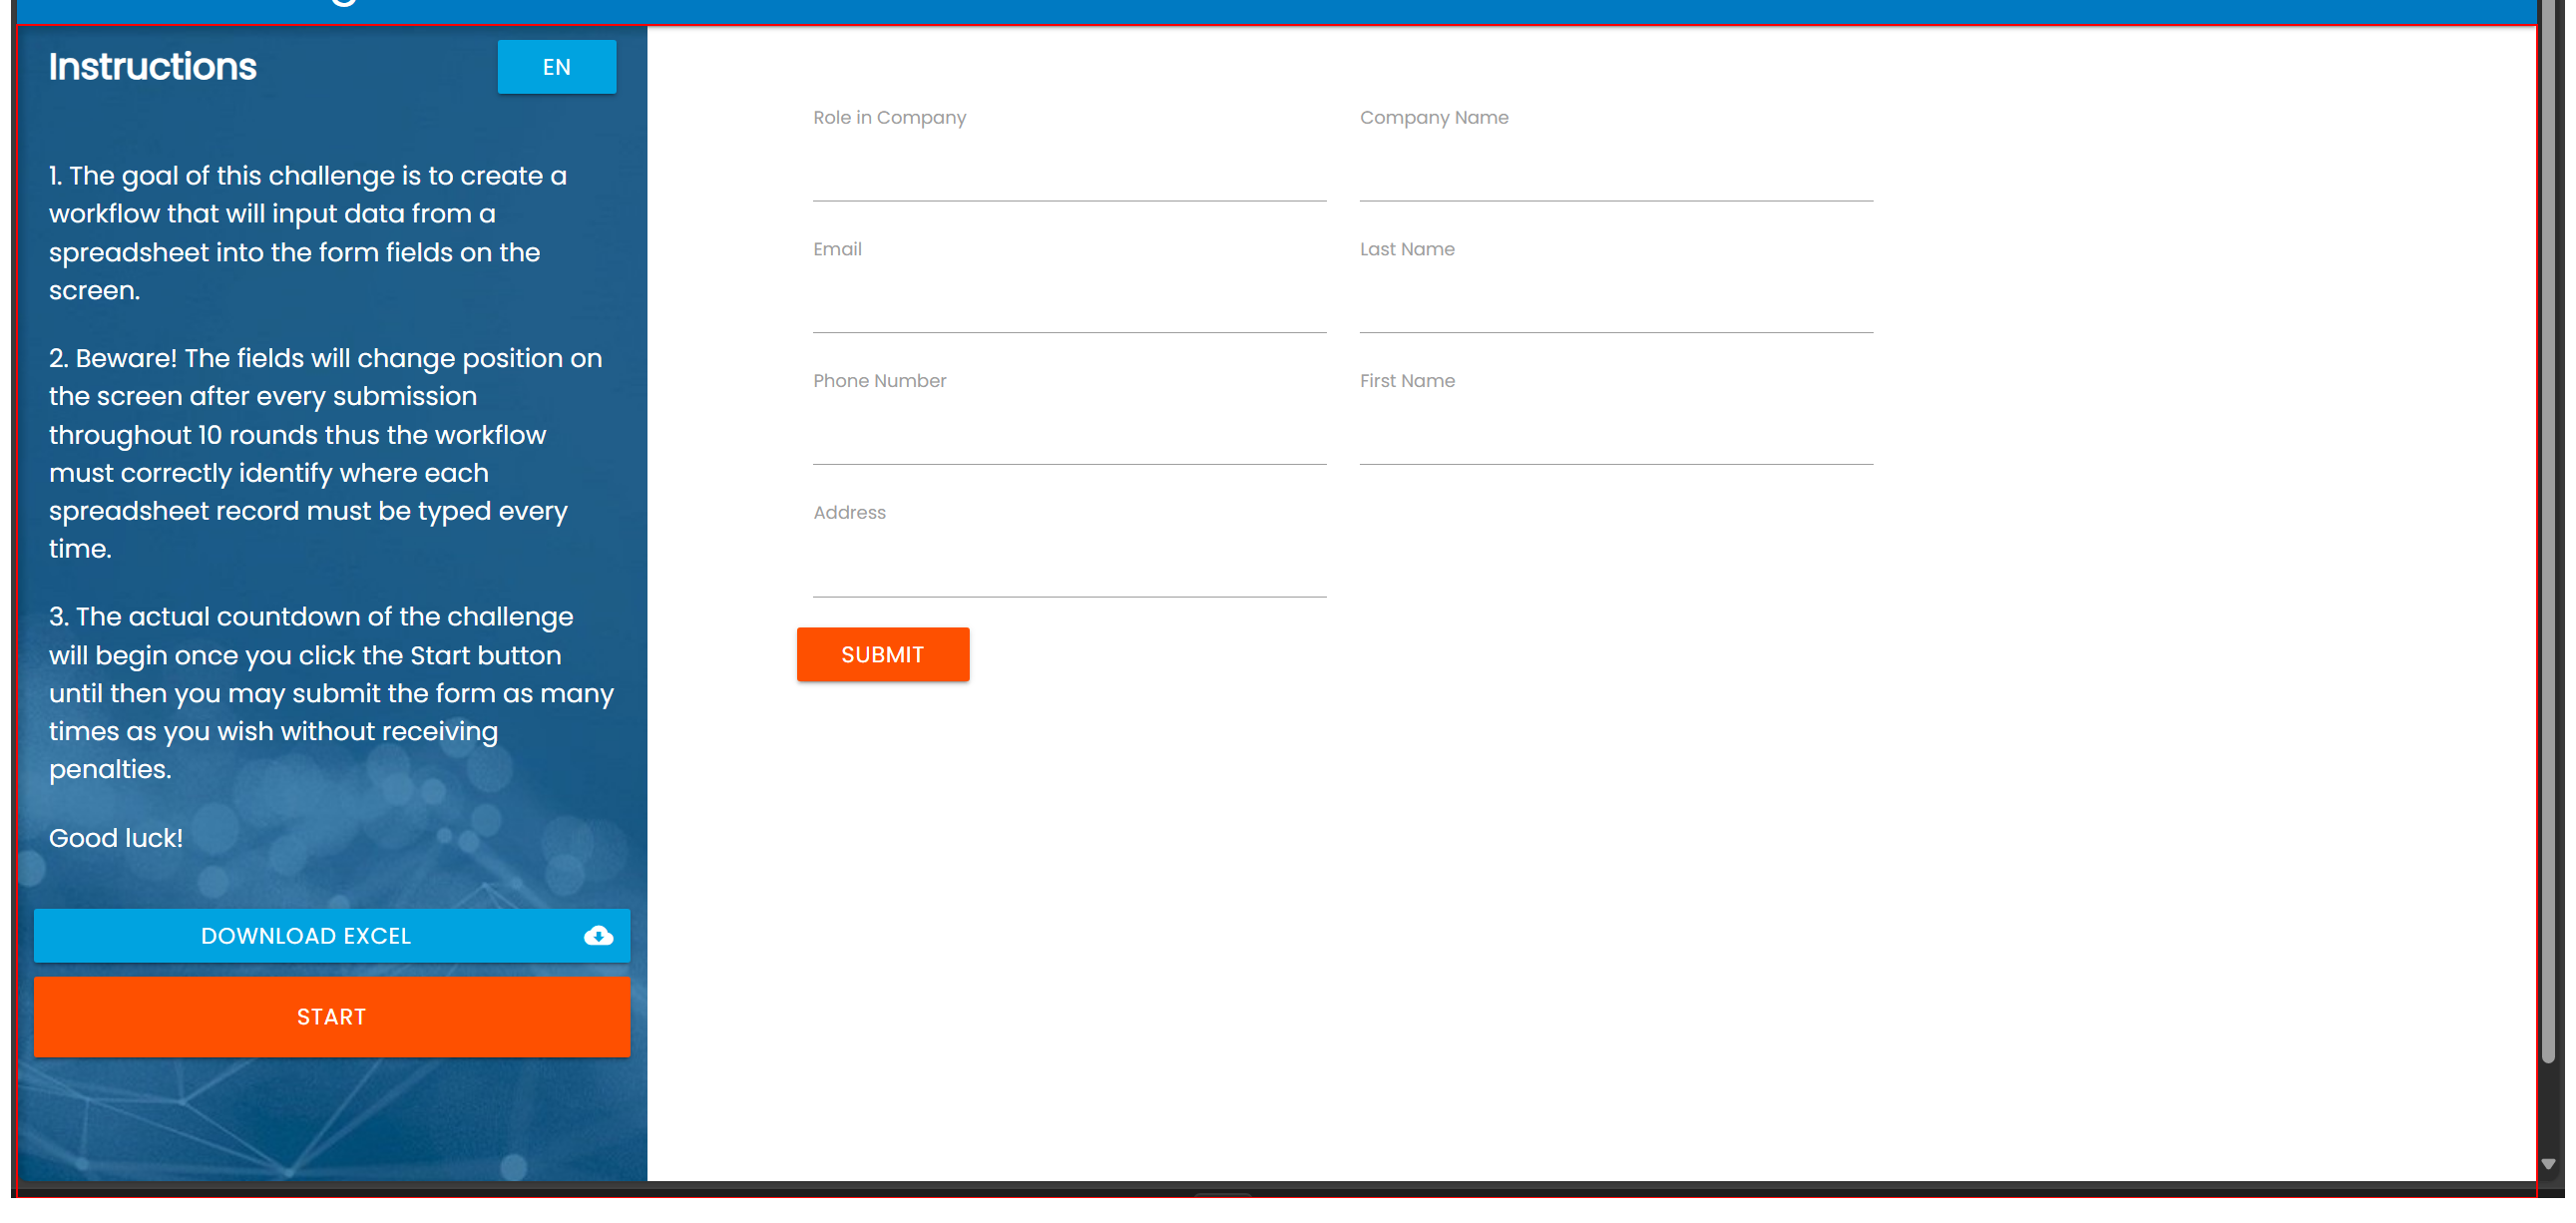 Instructions
EN
1. The goal of this challenge is to create a
workflow that will input data from a
spreadsheet into the form fields on the
screen.
2. Beware! The fields will change position on
the screen after every submission
throughout 10 rounds thus the workflow
must correctly identify where each
spreadsheet record must be typed every
time.
3. The actual countdown of the challenge
will begin once you click the Start button
until then you may submit the form as many
times as you wish without receiving
penalties.
Good luck!
DOWNLOAD EXCEL
START
Role in Company
Company Name
Email
Last Name
Phone Number
First Name
Address
SUBMIT